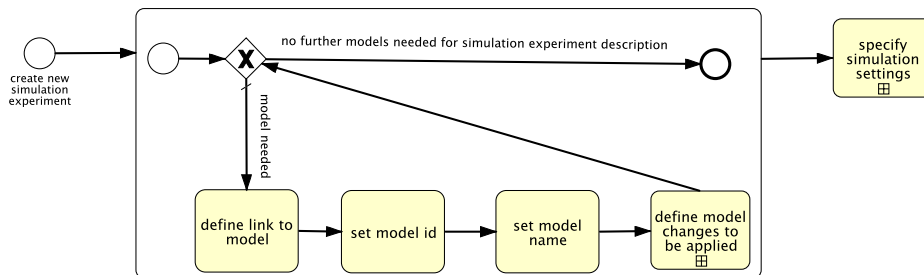 create new
simulation
experiment
no further models needed for simulation experiment description
specify
simulation
settings
model needed
define link to
model
set model id
set model
name
define model
changes to
be applied